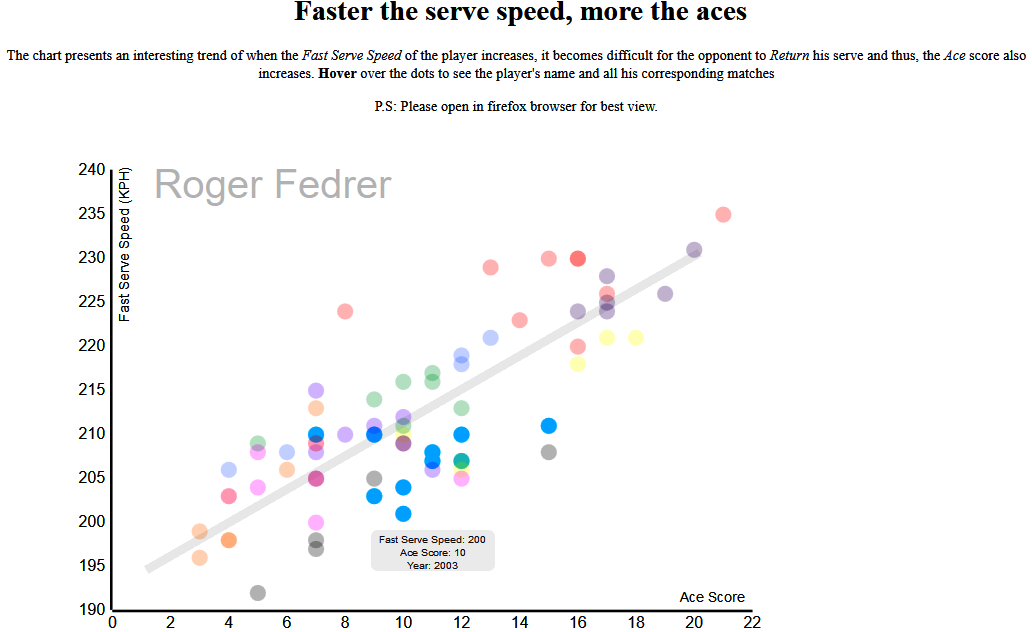 Faster the serve speed, more the aces
The chart presents an interesting trend of when the Fast Serve Speed of the player increases, it becomes difficult for the opponent to Return his serve and thus, the Ace score also
increases. Hover over the dots to see the player's name and all his corresponding matches
P.S: Please open in firefox browser for best view.
Roger Fedrer
Fast Serve Speed (KPH)
240
235
230
225
220
215
210
205
200
195
190
Fast Serve Speed: 200
Ace Score: 10
Year: 2003
Ace Score
0 2 4 6 8 10 12 14 16 18 20 22